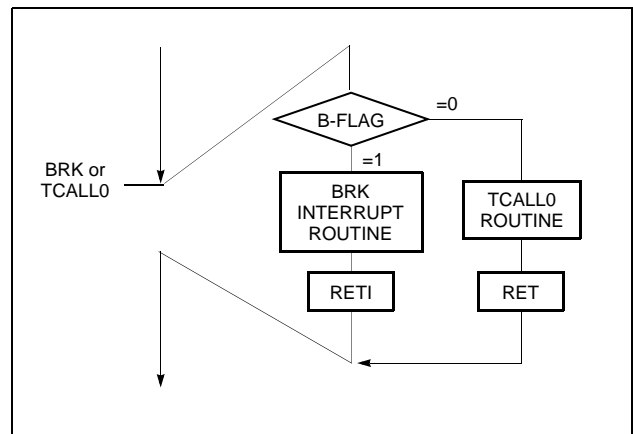 B-FLAG
=0
=1
BRK or
TCALL0
BRK
INTERRUPT
ROUTINE
TCALL0
ROUTINE
RETI
RET